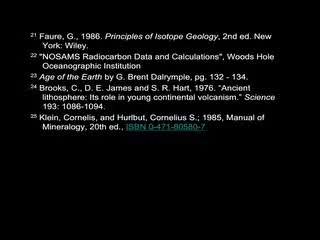 21 Faure, G., 1986. Principles of Isotope Geology, 2nd ed. New
York: Wiley.
22 "NOSAMS Radiocarbon Data and Calculations", Woods Hole
Oceanographic Institution
23 Age of the Earth by G. Brent Dalrymple, pg. 132 - 134.
24 Brooks, C., D. E. James and S. R. Hart, 1976. “Ancient
lithosphere: Its role in young continental volcanism.” Science
193: 1086-1094.
25 Klein, Cornelis, and Hurlbut, Cornelius S.; 1985, Manual of
Mineralogy, 20th ed., ISBN 0-471-80580-7